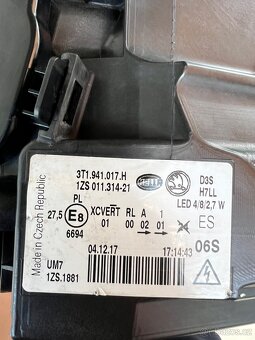 3T1.941.017.H
1ZS 011.314-21
HELLA
D3S
H7LL
LED 4/8/2,7 W
PL
27,5 E8 XCVERT RL A 1 ES
01 00 02 01
6694
06S
04.12.17 17:14:43
UM7
1ZS.1881
Made in Czech Republic